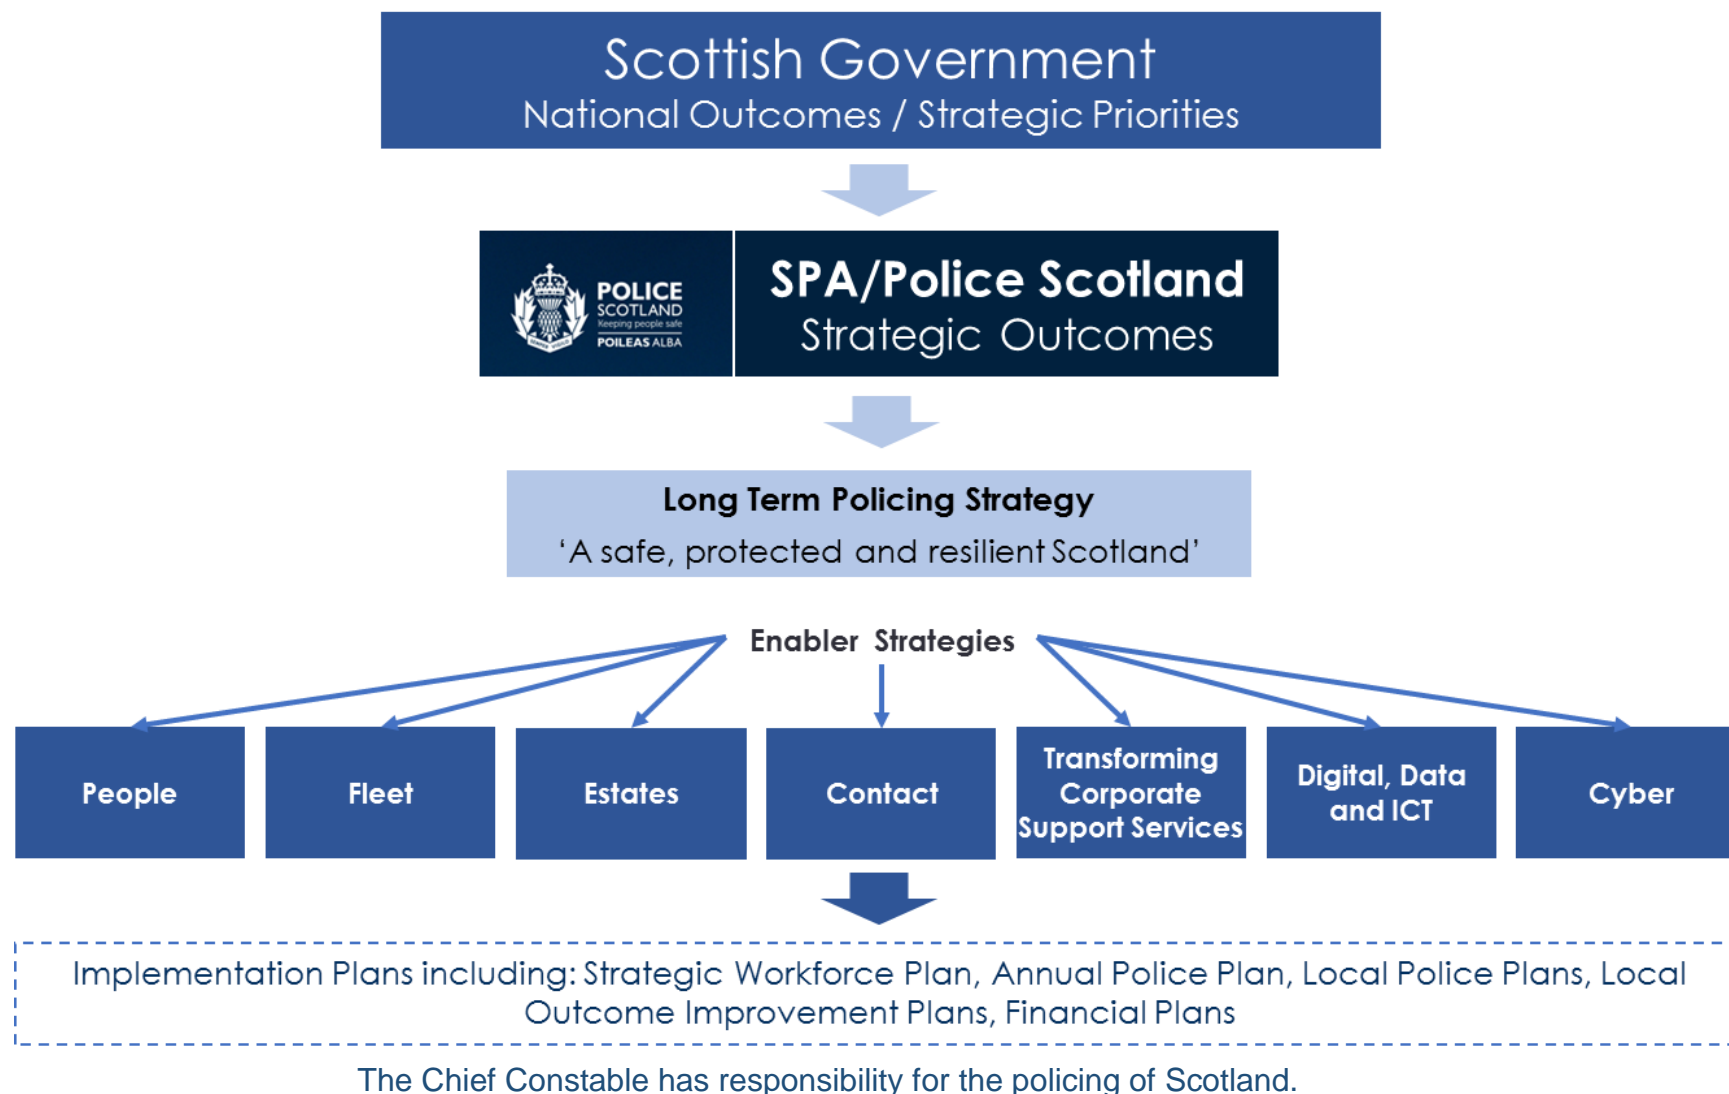 Scottish Government
National Outcomes / Strategic Priorities
POLICE
SCOTLAND
Keeping people safe
POILEAS ALBA
SPA/Police Scotland
Strategic Outcomes
Long Term Policing Strategy
‘A safe, protected and resilient Scotland’
Enabler Strategies
People
Fleet
Estates
Contact
Transforming
Corporate
Support Services
Digital, Data
and ICT
Cyber
Implementation Plans including: Strategic Workforce Plan, Annual Police Plan, Local Police Plans, Local
Outcome Improvement Plans, Financial Plans
The Chief Constable has responsibility for the policing of Scotland.